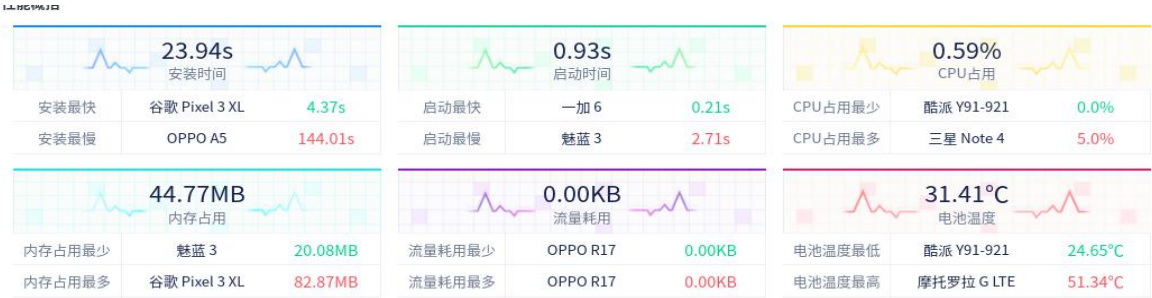 性能概括
23.94s
安装时间
安装最快 谷歌 Pixel 3 XL 4.37s
安装最慢 OPPO A5 144.01s
0.93s
启动时间
启动最快 一加 6 0.21s
启动最慢 魅蓝 3 2.71s
0.59%
CPU占用
CPU占用最少 酷派 Y91-921 0.0%
CPU占用最多 三星 Note 4 5.0%
44.77MB
内存占用
内存占用最少 魅蓝 3 20.08MB
内存占用最多 谷歌 Pixel 3 XL 82.87MB
0.00KB
流量耗用
流量耗用最少 OPPO R17 0.00KB
流量耗用最多 OPPO R17 0.00KB
31.41℃
电池温度
电池温度最低 酷派 Y91-921 24.65℃
电池温度最高 摩托罗拉 G LTE 51.34℃